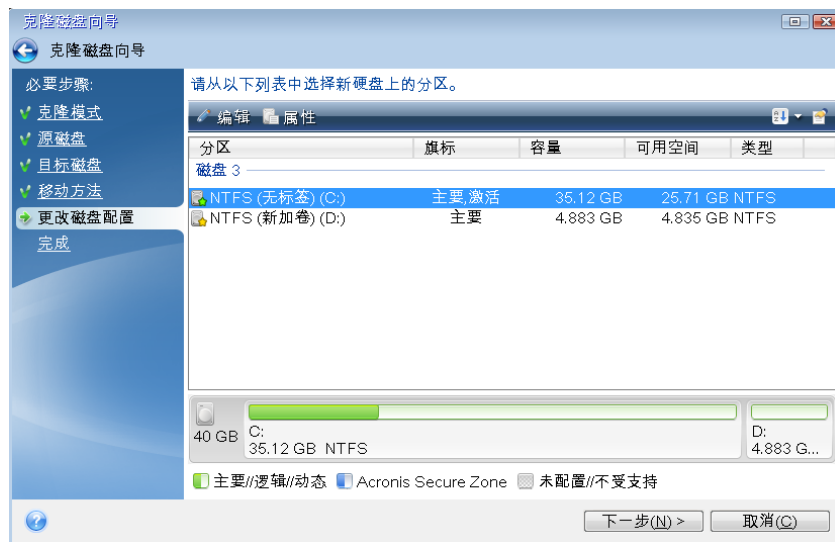 克隆磁盘向导
克隆磁盘向导
必要步骤:
克隆模式
源磁盘
目标磁盘
移动方法
更改磁盘配置
完成
请从以下列表中选择新硬盘上的分区。
编辑 属性
分区 旗标 容量 可用空间 类型
磁盘 3
NTFS (无标签) (C:) 主要,激活 35.12 GB 25.71 GB NTFS
NTFS (新加卷) (D:) 主要 4.883 GB 4.835 GB NTFS
40 GB
C:
35.12 GB NTFS
D:
4.883 G...
主要//逻辑//动态 Acronis Secure Zone 未配置//不受支持
下一步(N) > 取消(C)